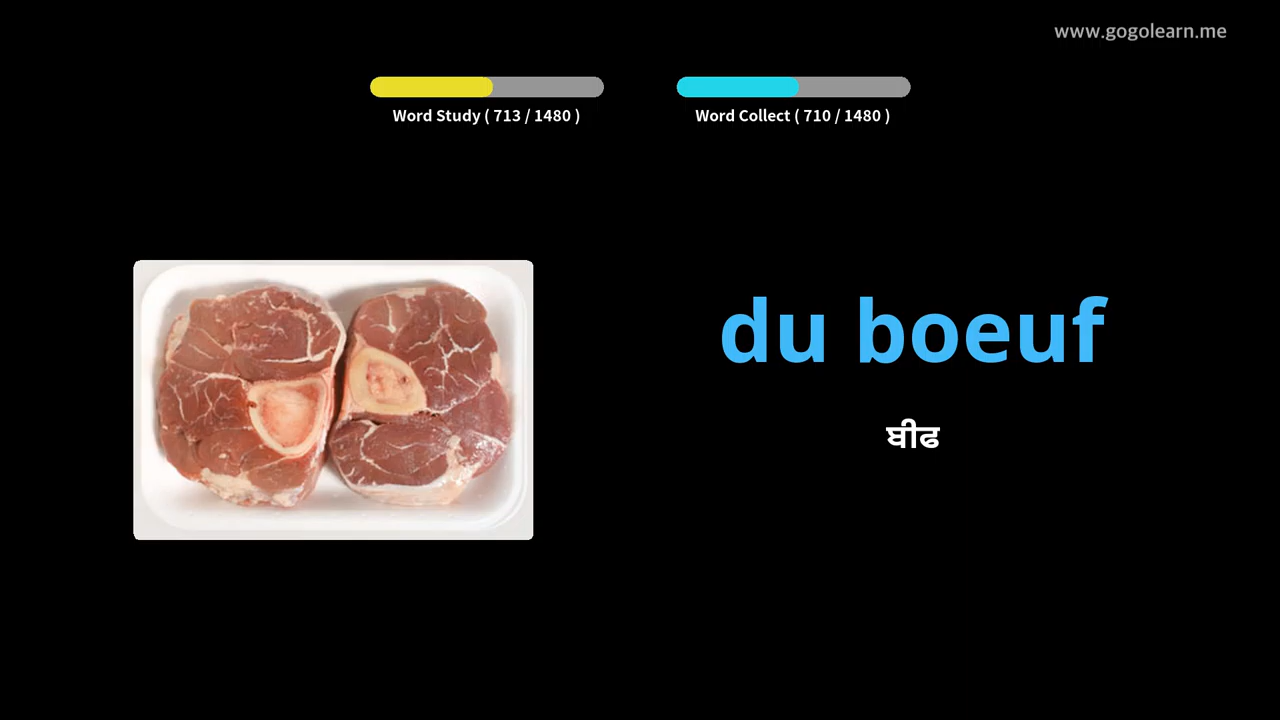 www.gogolearn.me
Word Study ( 713 / 1480 )
Word Collect ( 710 / 1480 )
du boeuf
बीफ